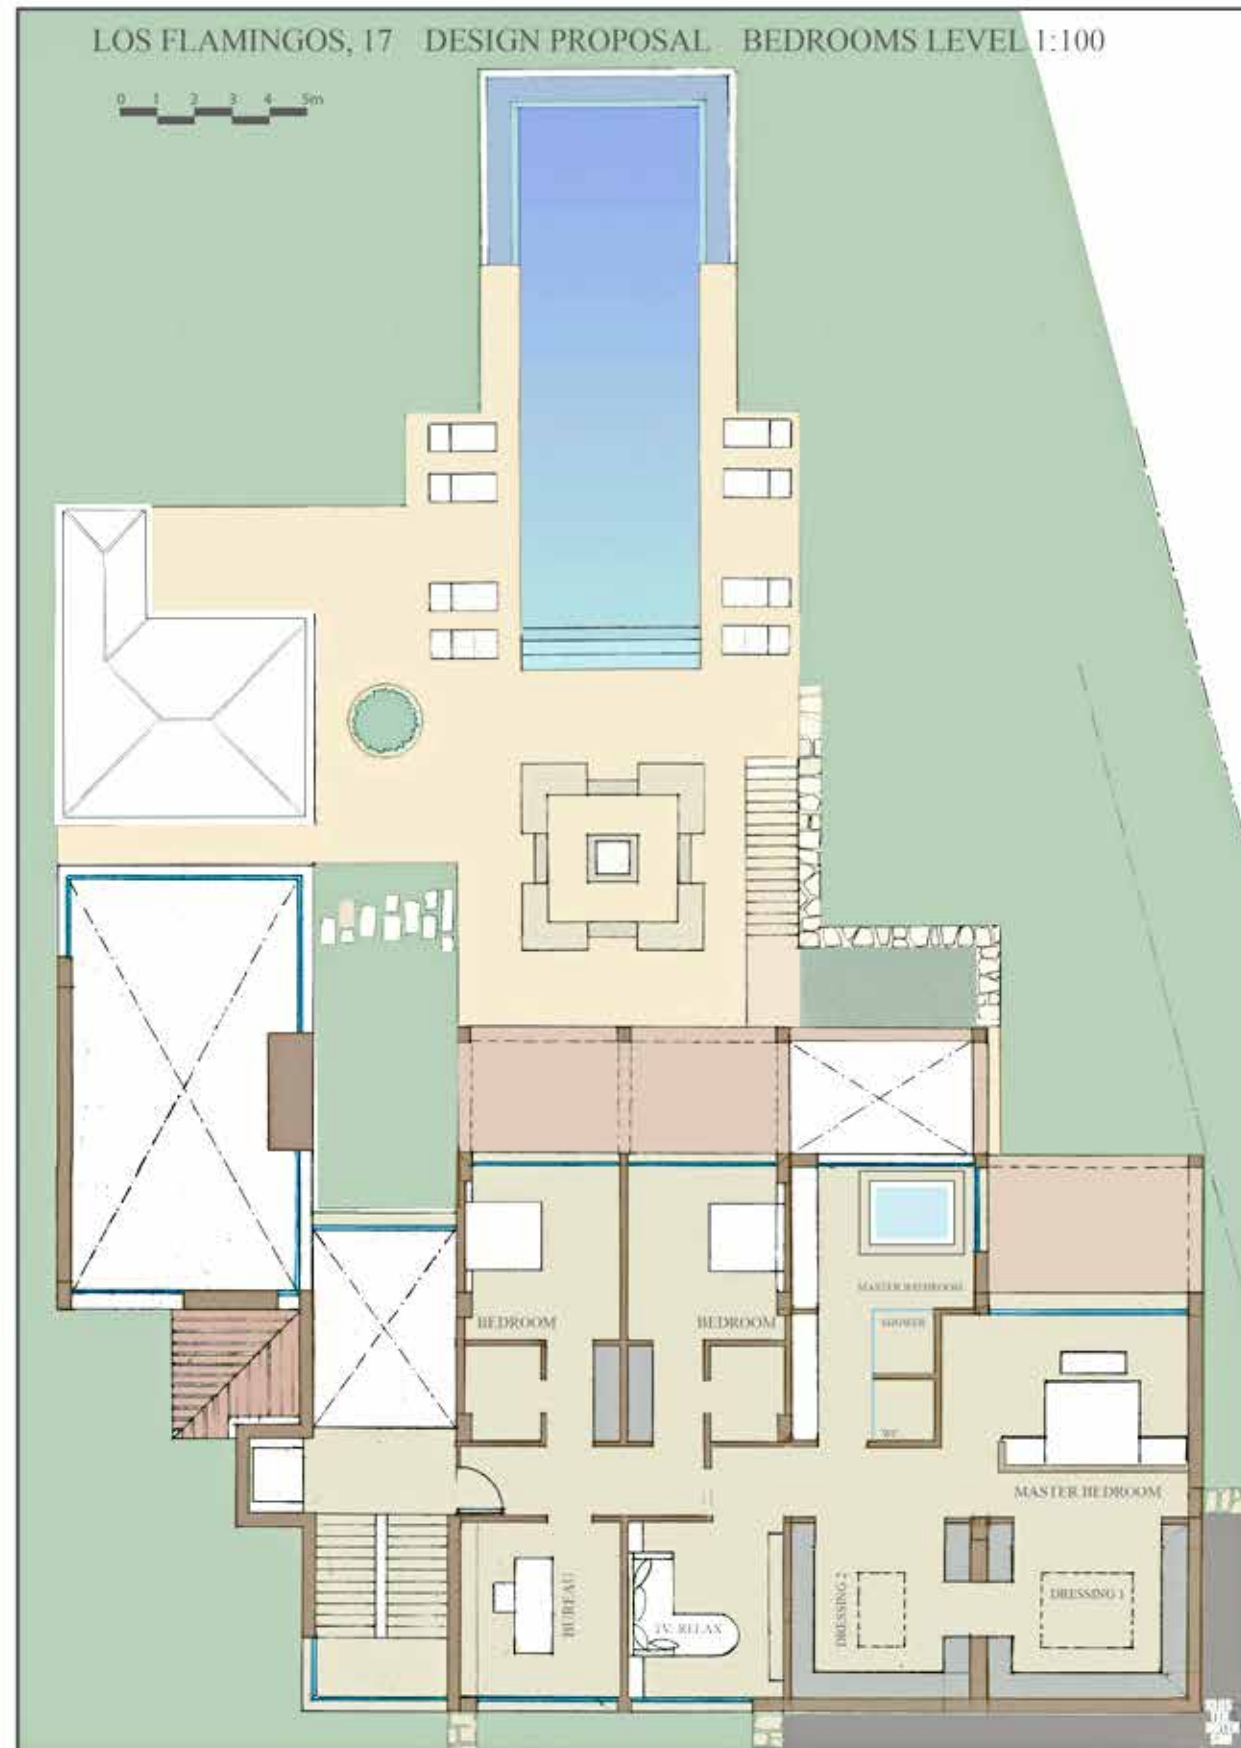 LOS FLAMINGOS, 17 DESIGN PROPOSAL BEDROOMS LEVEL 1:100
0 1 2 3 4 5m
MASTER BEDROOM
BEDROOM
BEDROOM
SHOWER
WC
MASTER BEDROOM
BUREAU
TV. RELAX
DRESSING 2
DRESSING 1